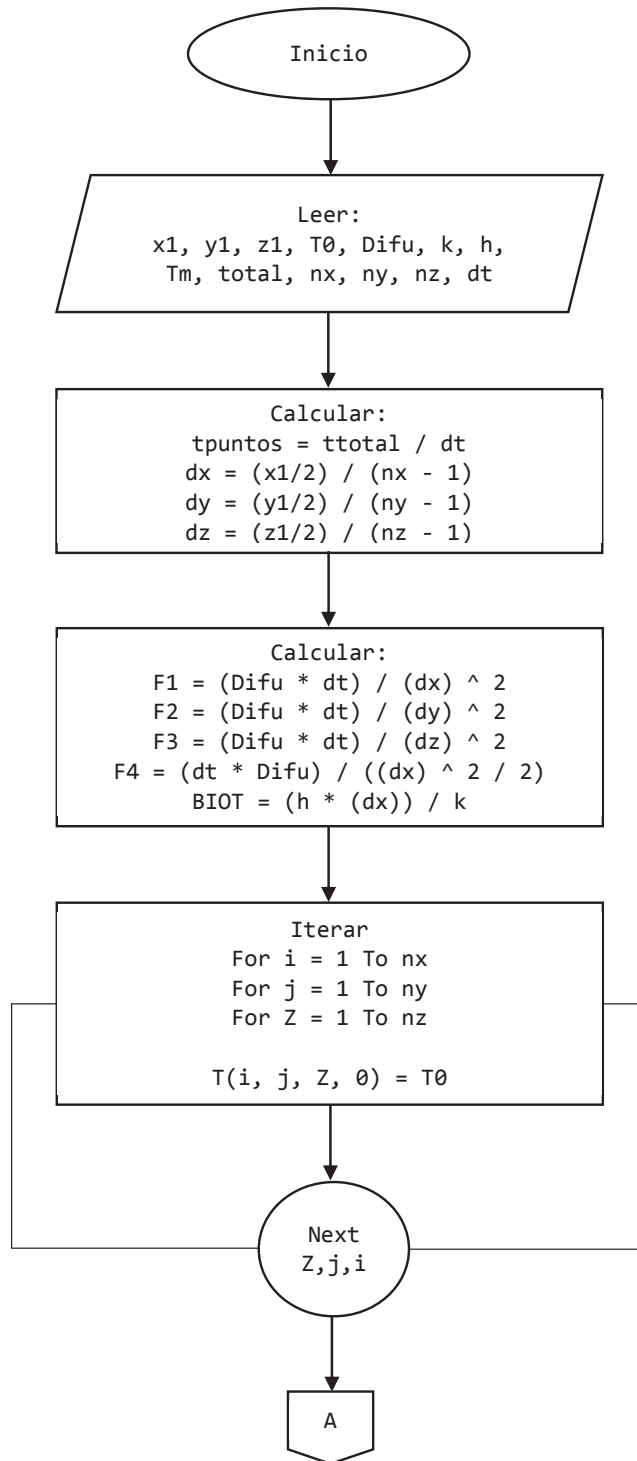 Inicio
Leer:
x1, y1, z1, T0, Difu, k, h,
Tm, total, nx, ny, nz, dt
Calcular:
tpuntos = ttotal / dt
dx = (x1/2) / (nx - 1)
dy = (y1/2) / (ny - 1)
dz = (z1/2) / (nz - 1)
Calcular:
F1 = (Difu * dt) / (dx) ^ 2
F2 = (Difu * dt) / (dy) ^ 2
F3 = (Difu * dt) / (dz) ^ 2
F4 = (dt * Difu) / ((dx) ^ 2 / 2)
BIOT = (h * (dx)) / k
Iterar
For i = 1 To nx
For j = 1 To ny
For Z = 1 To nz
T(i, j, Z, 0) = T0
Next
Z,j,i
A